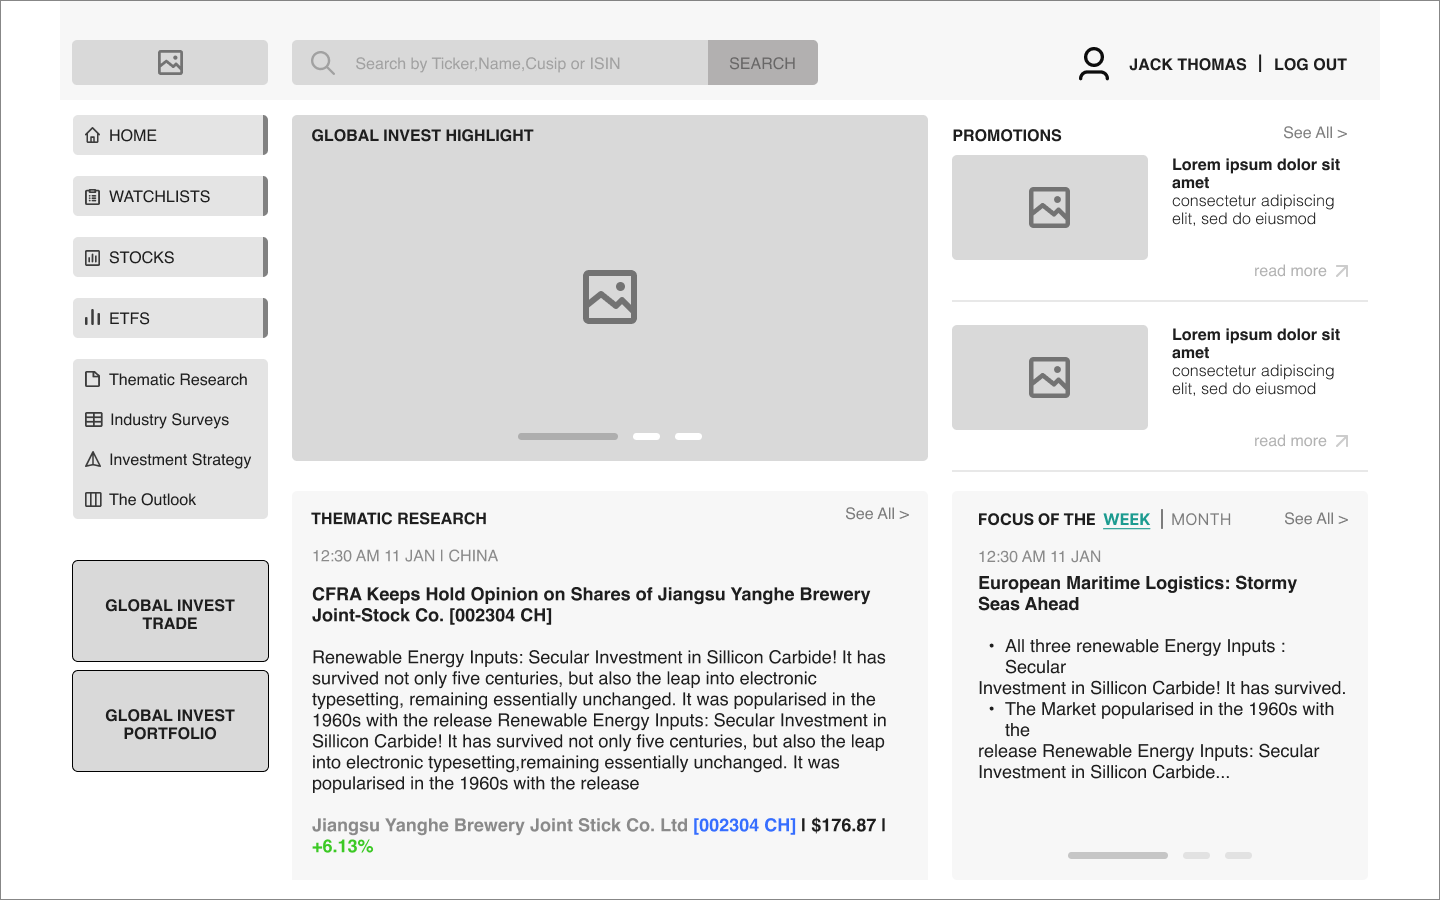 Search by Ticker,Name,Cusip or ISIN
SEARCH
JACK THOMAS | LOG OUT
HOME
WATCHLISTS
STOCKS
ETFS
Thematic Research
Industry Surveys
Investment Strategy
The Outlook
GLOBAL INVEST
TRADE
GLOBAL INVEST
PORTFOLIO
GLOBAL INVEST HIGHLIGHT
PROMOTIONS
See All >
Lorem ipsum dolor sit
amet
consectetur adipiscing
elit, sed do eiusmod
read more
Lorem ipsum dolor sit
amet
consectetur adipiscing
elit, sed do eiusmod
read more
THEMATIC RESEARCH
See All >
12:30 AM 11 JAN | CHINA
CFRA Keeps Hold Opinion on Shares of Jiangsu Yanghe Brewery
Joint-Stock Co. [002304 CH]
Renewable Energy Inputs: Secular Investment in Sillicon Carbide! It has
survived not only five centuries, but also the leap into electronic
typesetting, remaining essentially unchanged. It was popularised in the
1960s with the release Renewable Energy Inputs: Secular Investment in
Sillicon Carbide! It has survived not only five centuries, but also the leap
into electronic typesetting,remaining essentially unchanged. It was
popularised in the 1960s with the release
Jiangsu Yanghe Brewery Joint Stick Co. Ltd [002304 CH] I $176.87 I
+6.13%
FOCUS OF THE WEEK | MONTH
See All >
12:30 AM 11 JAN
European Maritime Logistics: Stormy
Seas Ahead
• All three renewable Energy Inputs :
Secular
Investment in Sillicon Carbide! It has survived.
• The Market popularised in the 1960s with
the
release Renewable Energy Inputs: Secular
Investment in Sillicon Carbide...